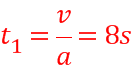 t₁ = v/a = 8s